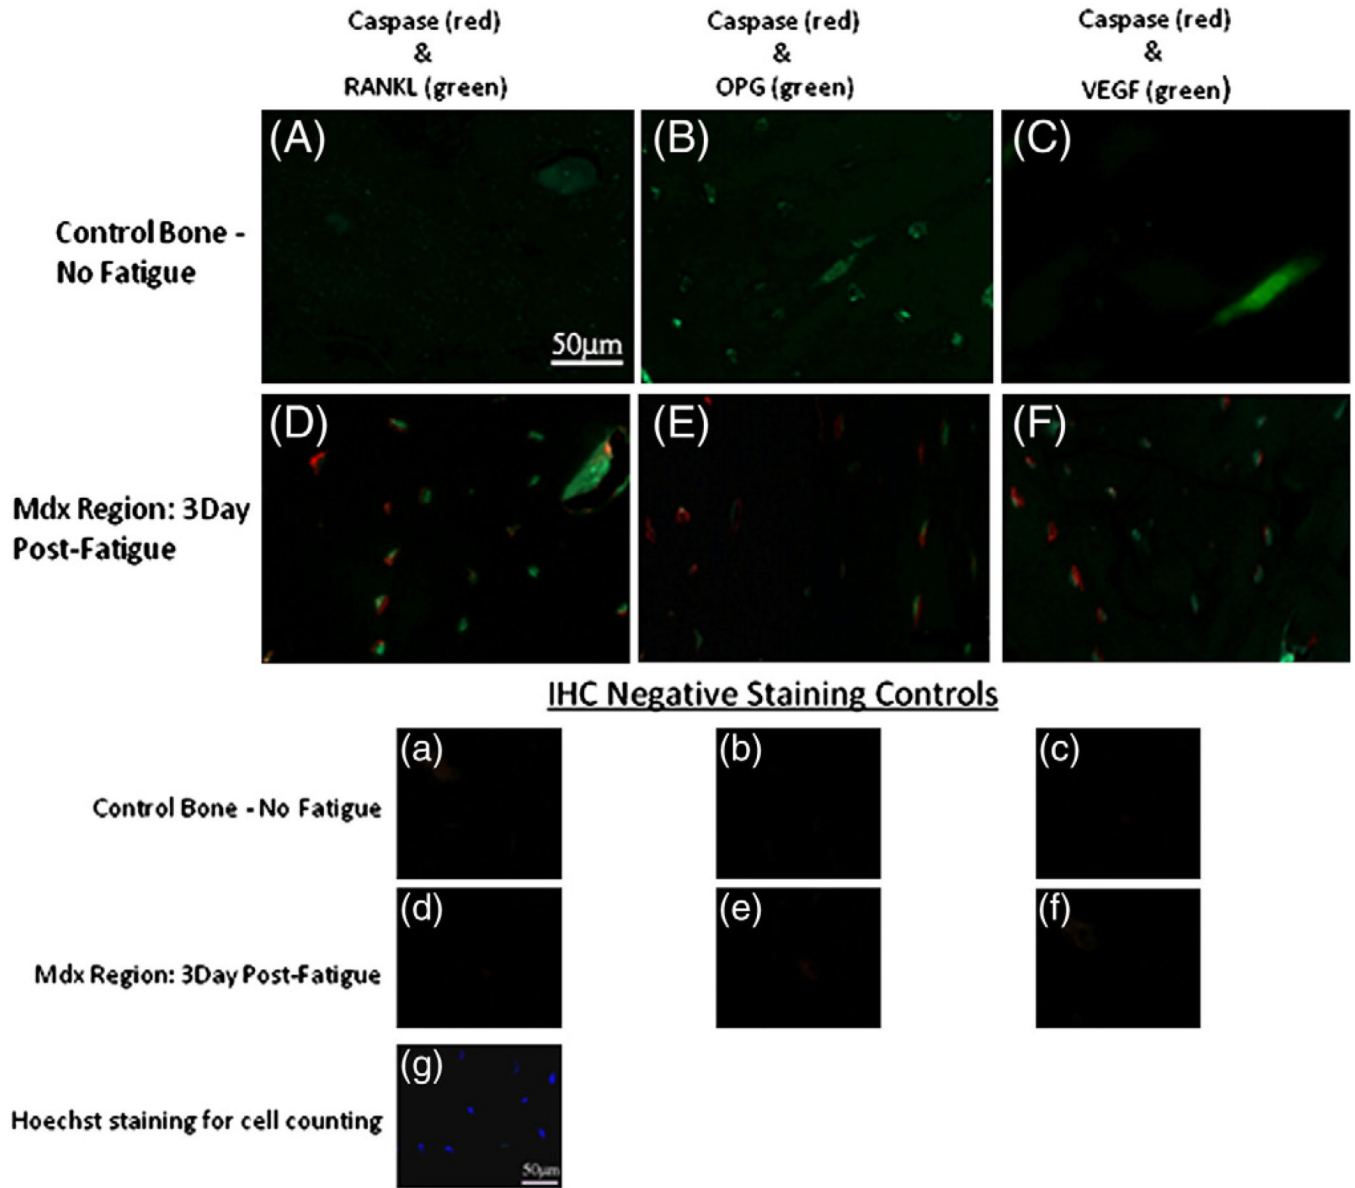 Caspase (red)
&
RANKL (green)
Caspase (red)
&
OPG (green)
Caspase (red)
&
VEGF (green)
Control Bone -
No Fatigue
(A)
50µm
(B)
(C)
Mdx Region: 3Day
Post-Fatigue
(D)
(E)
(F)
IHC Negative Staining Controls
Control Bone - No Fatigue
(a)
(b)
(c)
Mdx Region: 3Day Post-Fatigue
(d)
(e)
(f)
Hoechst staining for cell counting
(g)
50µm